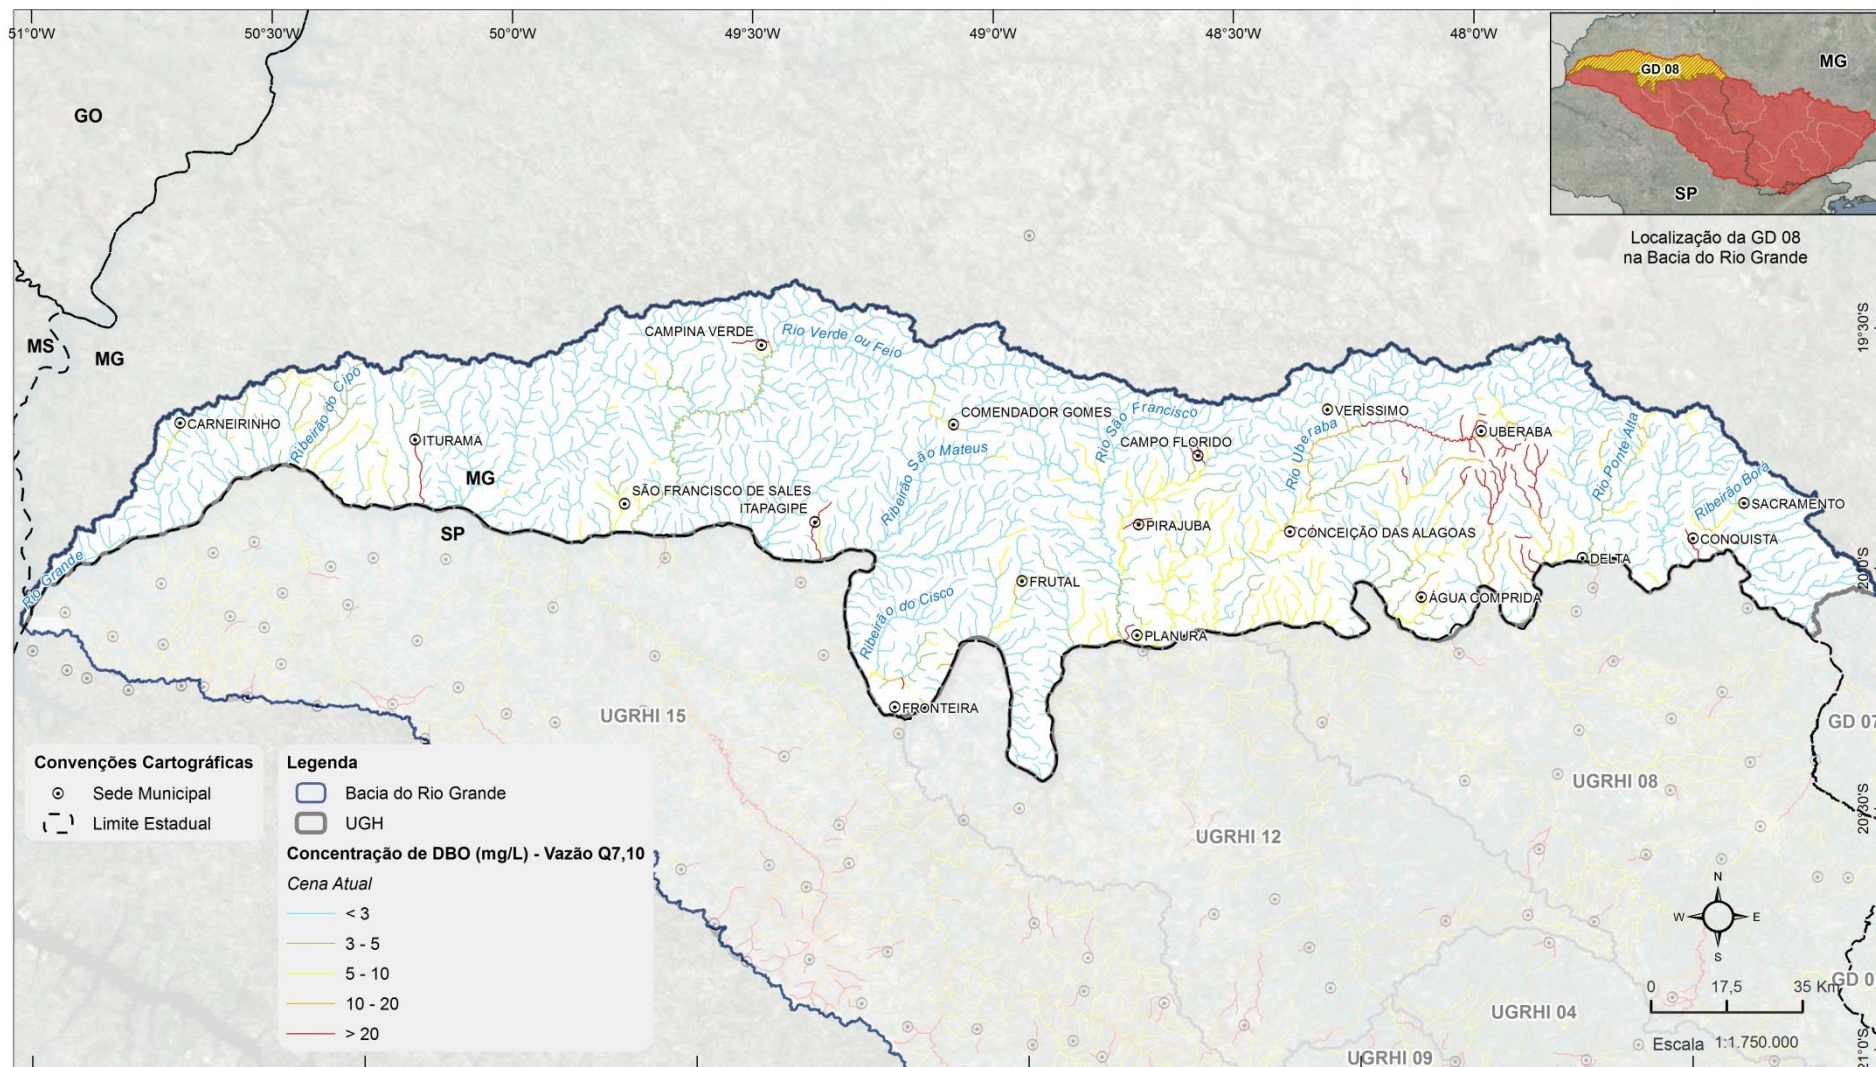 51°0'W
50°30'W
50°0'W
49°30'W
49°0'W
48°30'W
48°0'W
GO
MS
MG
GD 08
MG
SP
Localização da GD 08
na Bacia do Rio Grande
19°30'S
20°0'S
20°30'S
21°0'S
CAMPINA VERDE
Rio Verde ou Feio
CARNEIRINHO
Ribeirão do Cipó
ITURAMA
MG
COMENDADOR GOMES
Rio São Francisco
CAMPO FLORIDO
Ribeirão São Mateus
VERÍSSIMO
Rio Uberaba
UBERABA
Rio Ponte Alta
Ribeirão Borá
SACRAMENTO
SÃO FRANCISCO DE SALES
ITAPAGIPE
SP
PIRAJUBA
CONCEIÇÃO DAS ALAGOAS
CONQUISTA
DELTA
Rio Grande
FRUTAL
Ribeirão do Cisco
ÁGUA COMPRIDA
PLANURA
FRONTEIRA
UGRHI 15
GD 07
UGRHI 08
UGRHI 12
UGRHI 04
UGRHI 09
GD 0
Convenções Cartográficas
Sede Municipal
Limite Estadual
Legenda
Bacia do Rio Grande
UGH
Concentração de DBO (mg/L) - Vazão Q7,10
Cena Atual
< 3
3 - 5
5 - 10
10 - 20
> 20
N
W
E
S
0 17,5 35 Km
Escala 1:1.750.000